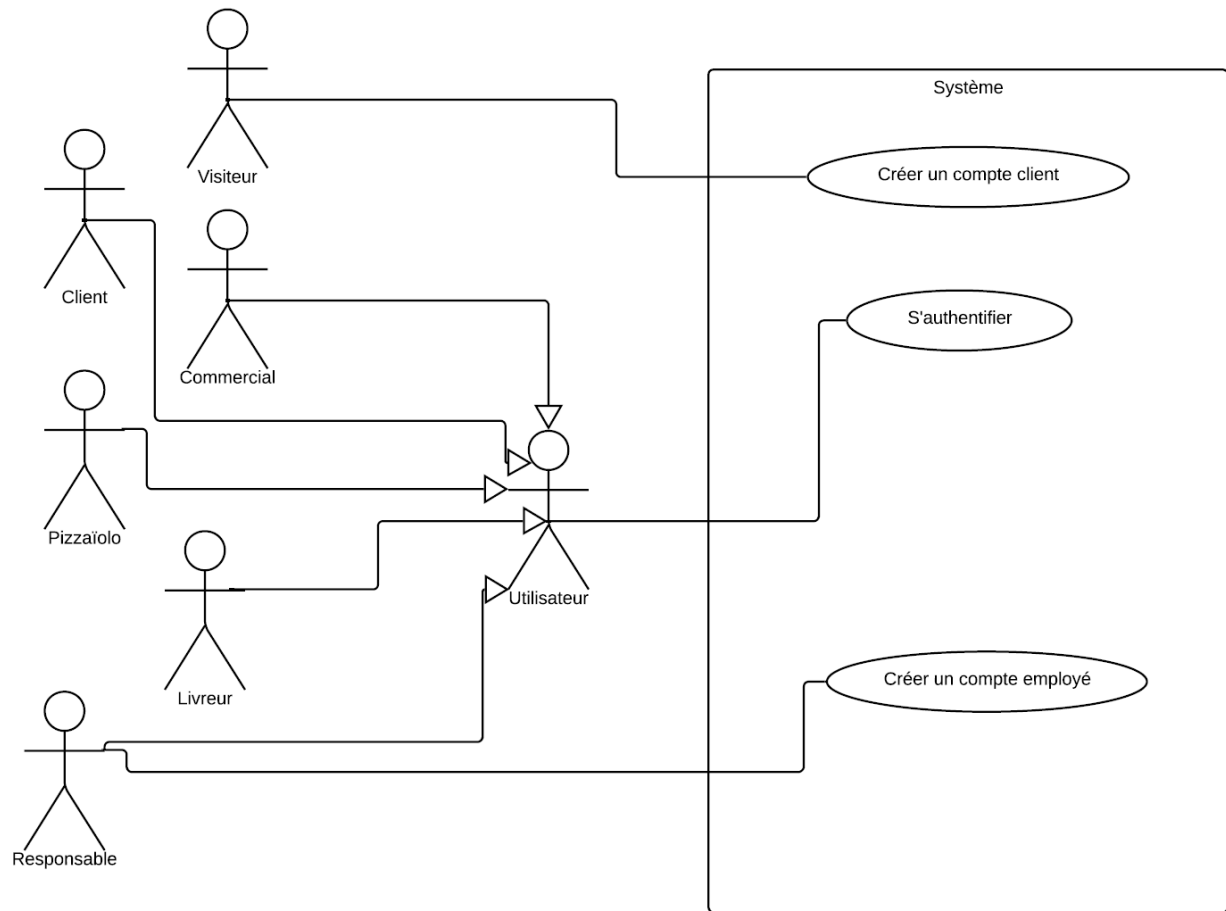 Système
Visiteur
Créer un compte client
Client
S'authentifier
Commercial
Pizzaïolo
Utilisateur
Livreur
Créer un compte employé
Responsable